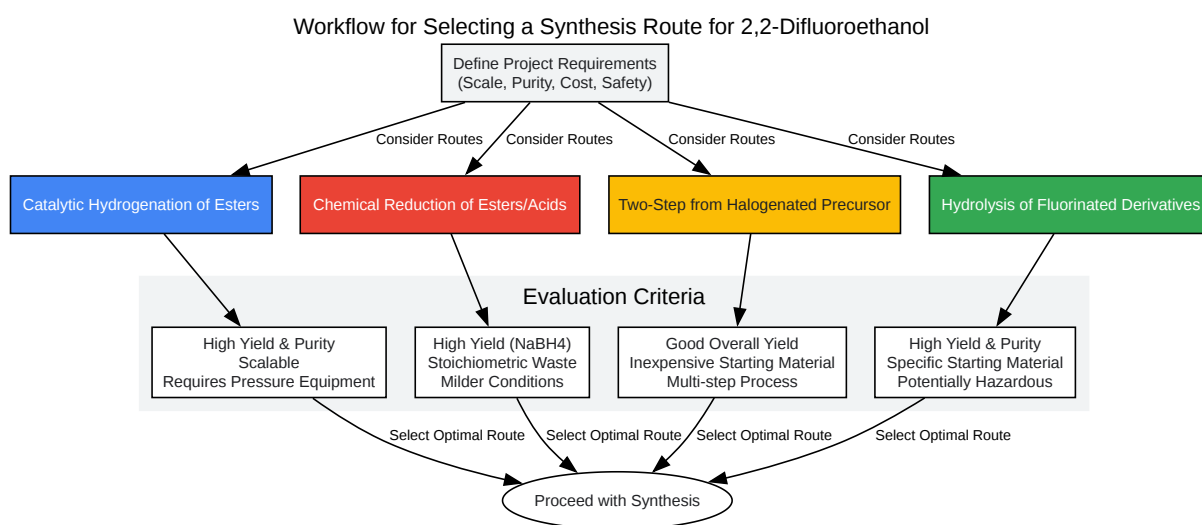 Workflow for Selecting a Synthesis Route for 2,2-Difluoroethanol
Define Project Requirements
(Scale, Purity, Cost, Safety)
Consider Routes
Consider Routes
Consider Routes
Consider Routes
Catalytic Hydrogenation of Esters
Chemical Reduction of Esters/Acids
Two-Step from Halogenated Precursor
Hydrolysis of Fluorinated Derivatives
Evaluation Criteria
High Yield & Purity
Scalable
Requires Pressure Equipment
High Yield (NaBH4)
Stoichiometric Waste
Milder Conditions
Good Overall Yield
Inexpensive Starting Material
Multi-step Process
High Yield & Purity
Specific Starting Material
Potentially Hazardous
Select Optimal Route
Select Optimal Route
Select Optimal Route
Select Optimal Route
Proceed with Synthesis